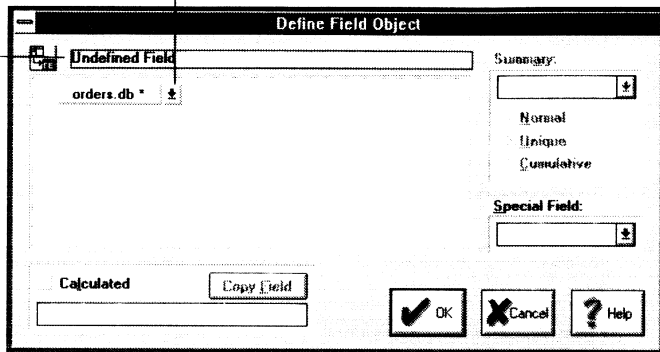 Define Field Object
Undefined Field
orders.db *
Summary:
Normal
Unique
Cumulative
Special Field:
Calculated
Copy Field
OK
Cancel
? Help